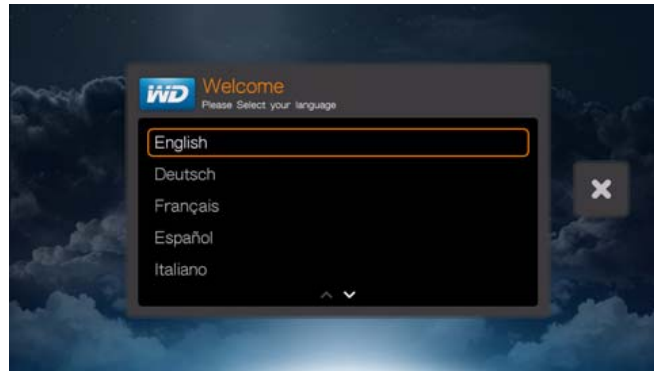 WD
Welcome
Please Select your language
English
Deutsch
Français
Español
Italiano